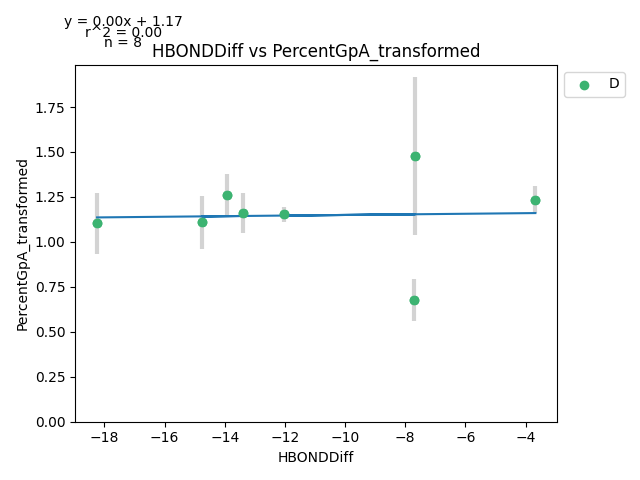 y = 0.00x + 1.17
r^2 = 0.00
n = 8
HBONDDiff vs PercentGpA_transformed
D
PercentGpA_transformed
1.75
1.50
1.25
1.00
0.75
0.50
0.25
0.00
−18 −16 −14 −12 −10 −8 −6 −4
HBONDDiff